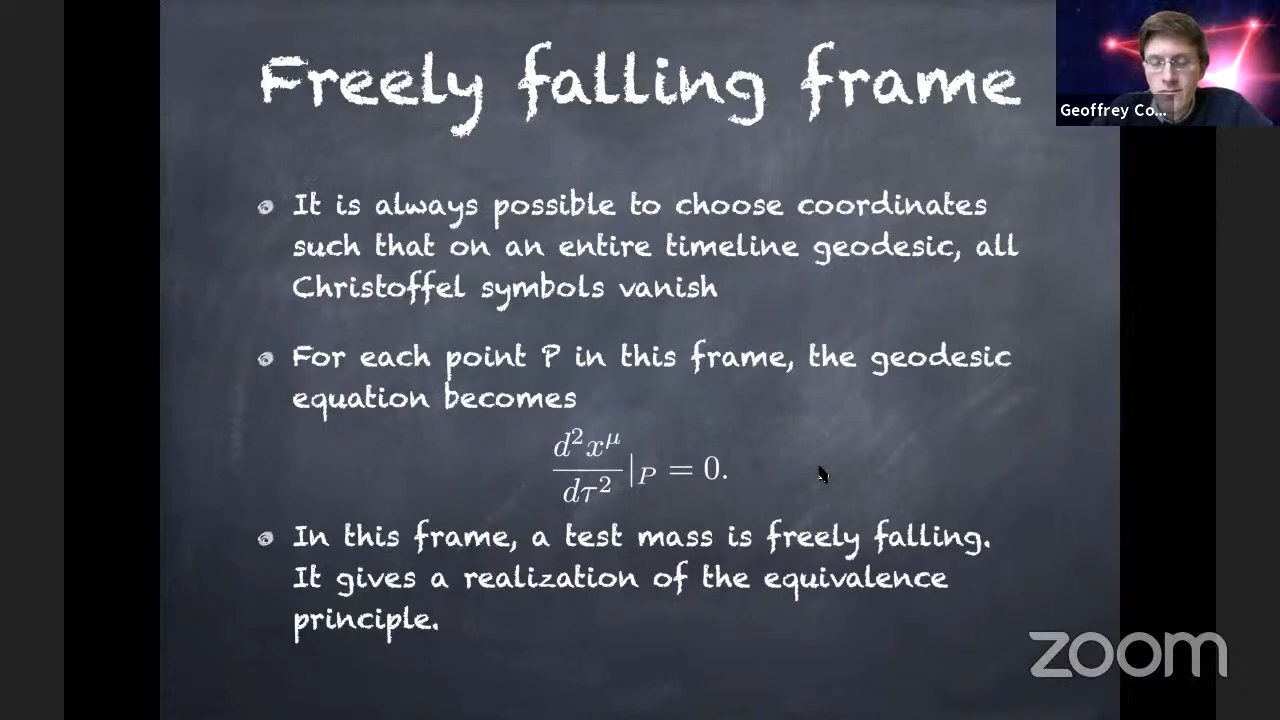 Freely falling frame
Geoffrey Co...
It is always possible to choose coordinates
such that on an entire timeline geodesic, all
Christoffel symbols vanish
For each point P in this frame, the geodesic
equation becomes
d²x^μ/dτ² |_P = 0.
In this frame, a test mass is freely falling.
It gives a realization of the equivalence
principle.
zoom